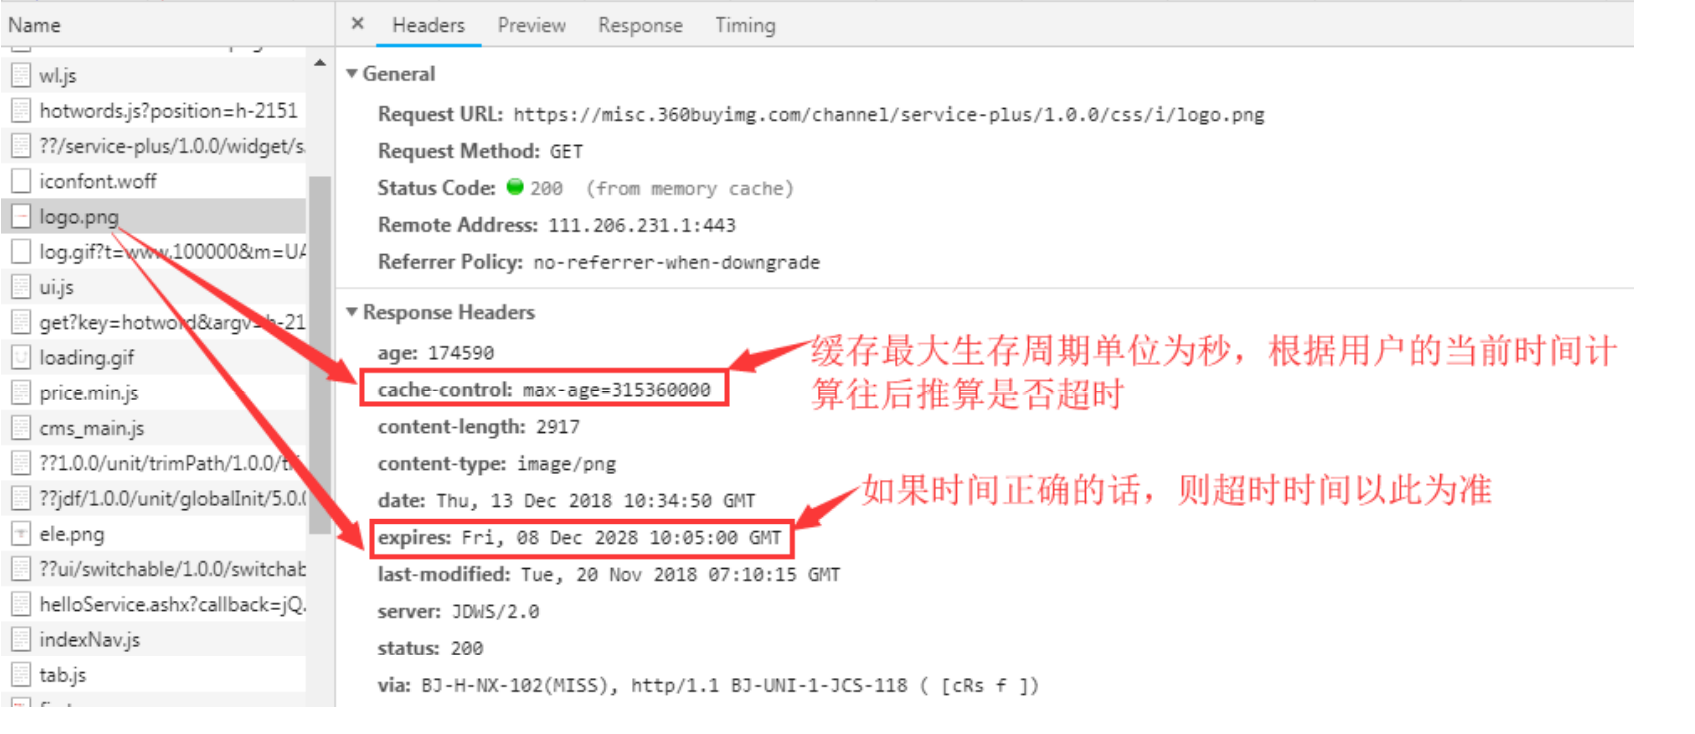 Name
× Headers Preview Response Timing
wl.js
hotwords.js?position=h-2151
??/service-plus/1.0.0/widget/s.
iconfont.woff
logo.png
log.gif?t=www.100000&m=UA
ui.js
get?key=hotword&argv=h-21
loading.gif
price.min.js
cms_main.js
??1.0.0/unit/trimPath/1.0.0/
??jdf/1.0.0/unit/globalInit/5.0.0
ele.png
??ui/switchable/1.0.0/switchab
helloService.ashx?callback=jQ.
indexNav.js
tab.js
General
Request URL: https://misc.360buyimg.com/channel/service-plus/1.0.0/css/i/logo.png
Request Method: GET
Status Code: 200 (from memory cache)
Remote Address: 111.206.231.1:443
Referrer Policy: no-referrer-when-downgrade
Response Headers
age: 174590
cache-control: max-age=315360000
content-length: 2917
content-type: image/png
date: Thu, 13 Dec 2018 10:34:50 GMT
expires: Fri, 08 Dec 2028 10:05:00 GMT
last-modified: Tue, 20 Nov 2018 07:10:15 GMT
server: JDWS/2.0
status: 200
via: BJ-H-NX-102(MISS), http/1.1 BJ-UNI-1-JCS-118 ( [cRs f ])
缓存最大生存周期单位为秒，根据用户的当前时间计
算往后推算是否超时
如果时间正确的话，则超时时间以此为准